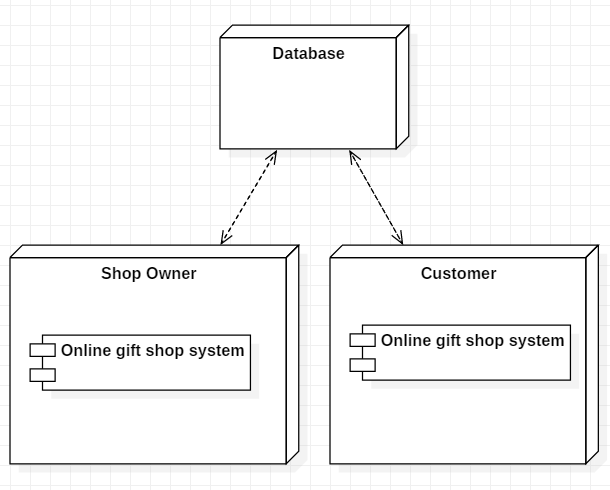 Database
Shop Owner
Customer
Online gift shop system
Online gift shop system